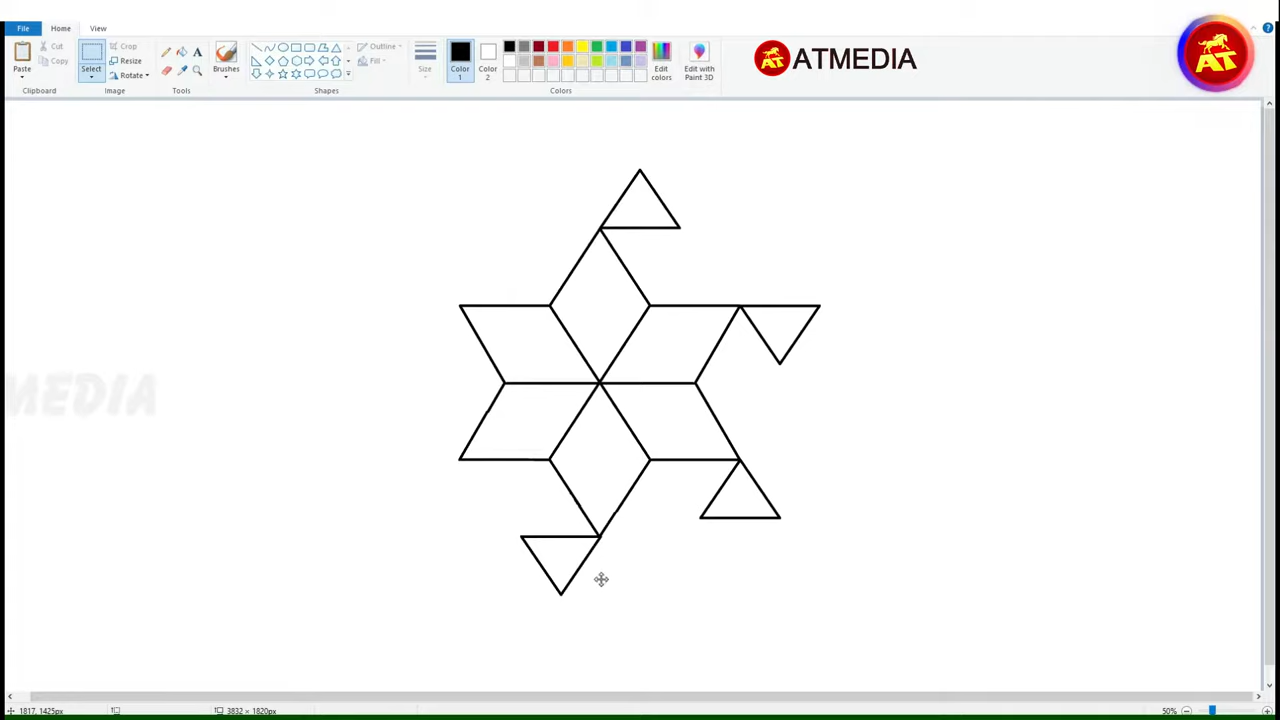 File Home View
Paste Cut Copy
Clipboard
Select Crop Resize Rotate
Image
A
Tools
Brushes
Shapes
Outline
Fill
Size
Color 1
Color 2
Edit colors
Colors
Edit with Paint 3D
AT ATMEDIA
AT
MEDIA
1817, 1425px
3832 × 1820px
50%